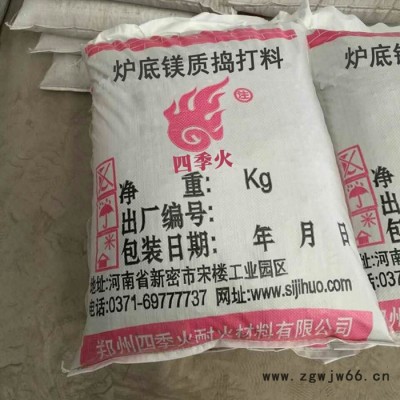 炉底镁质捣打料
注
四季火
净 重: Kg
出厂编号:
包装日期: 年 月 日
地址:河南省新密市宋楼工业园区
电话:0371-69777737 网址:www.sijihuo.com
郑州四季火耐火材料有限公司
炉底镁质
www.zgwjw66.cn